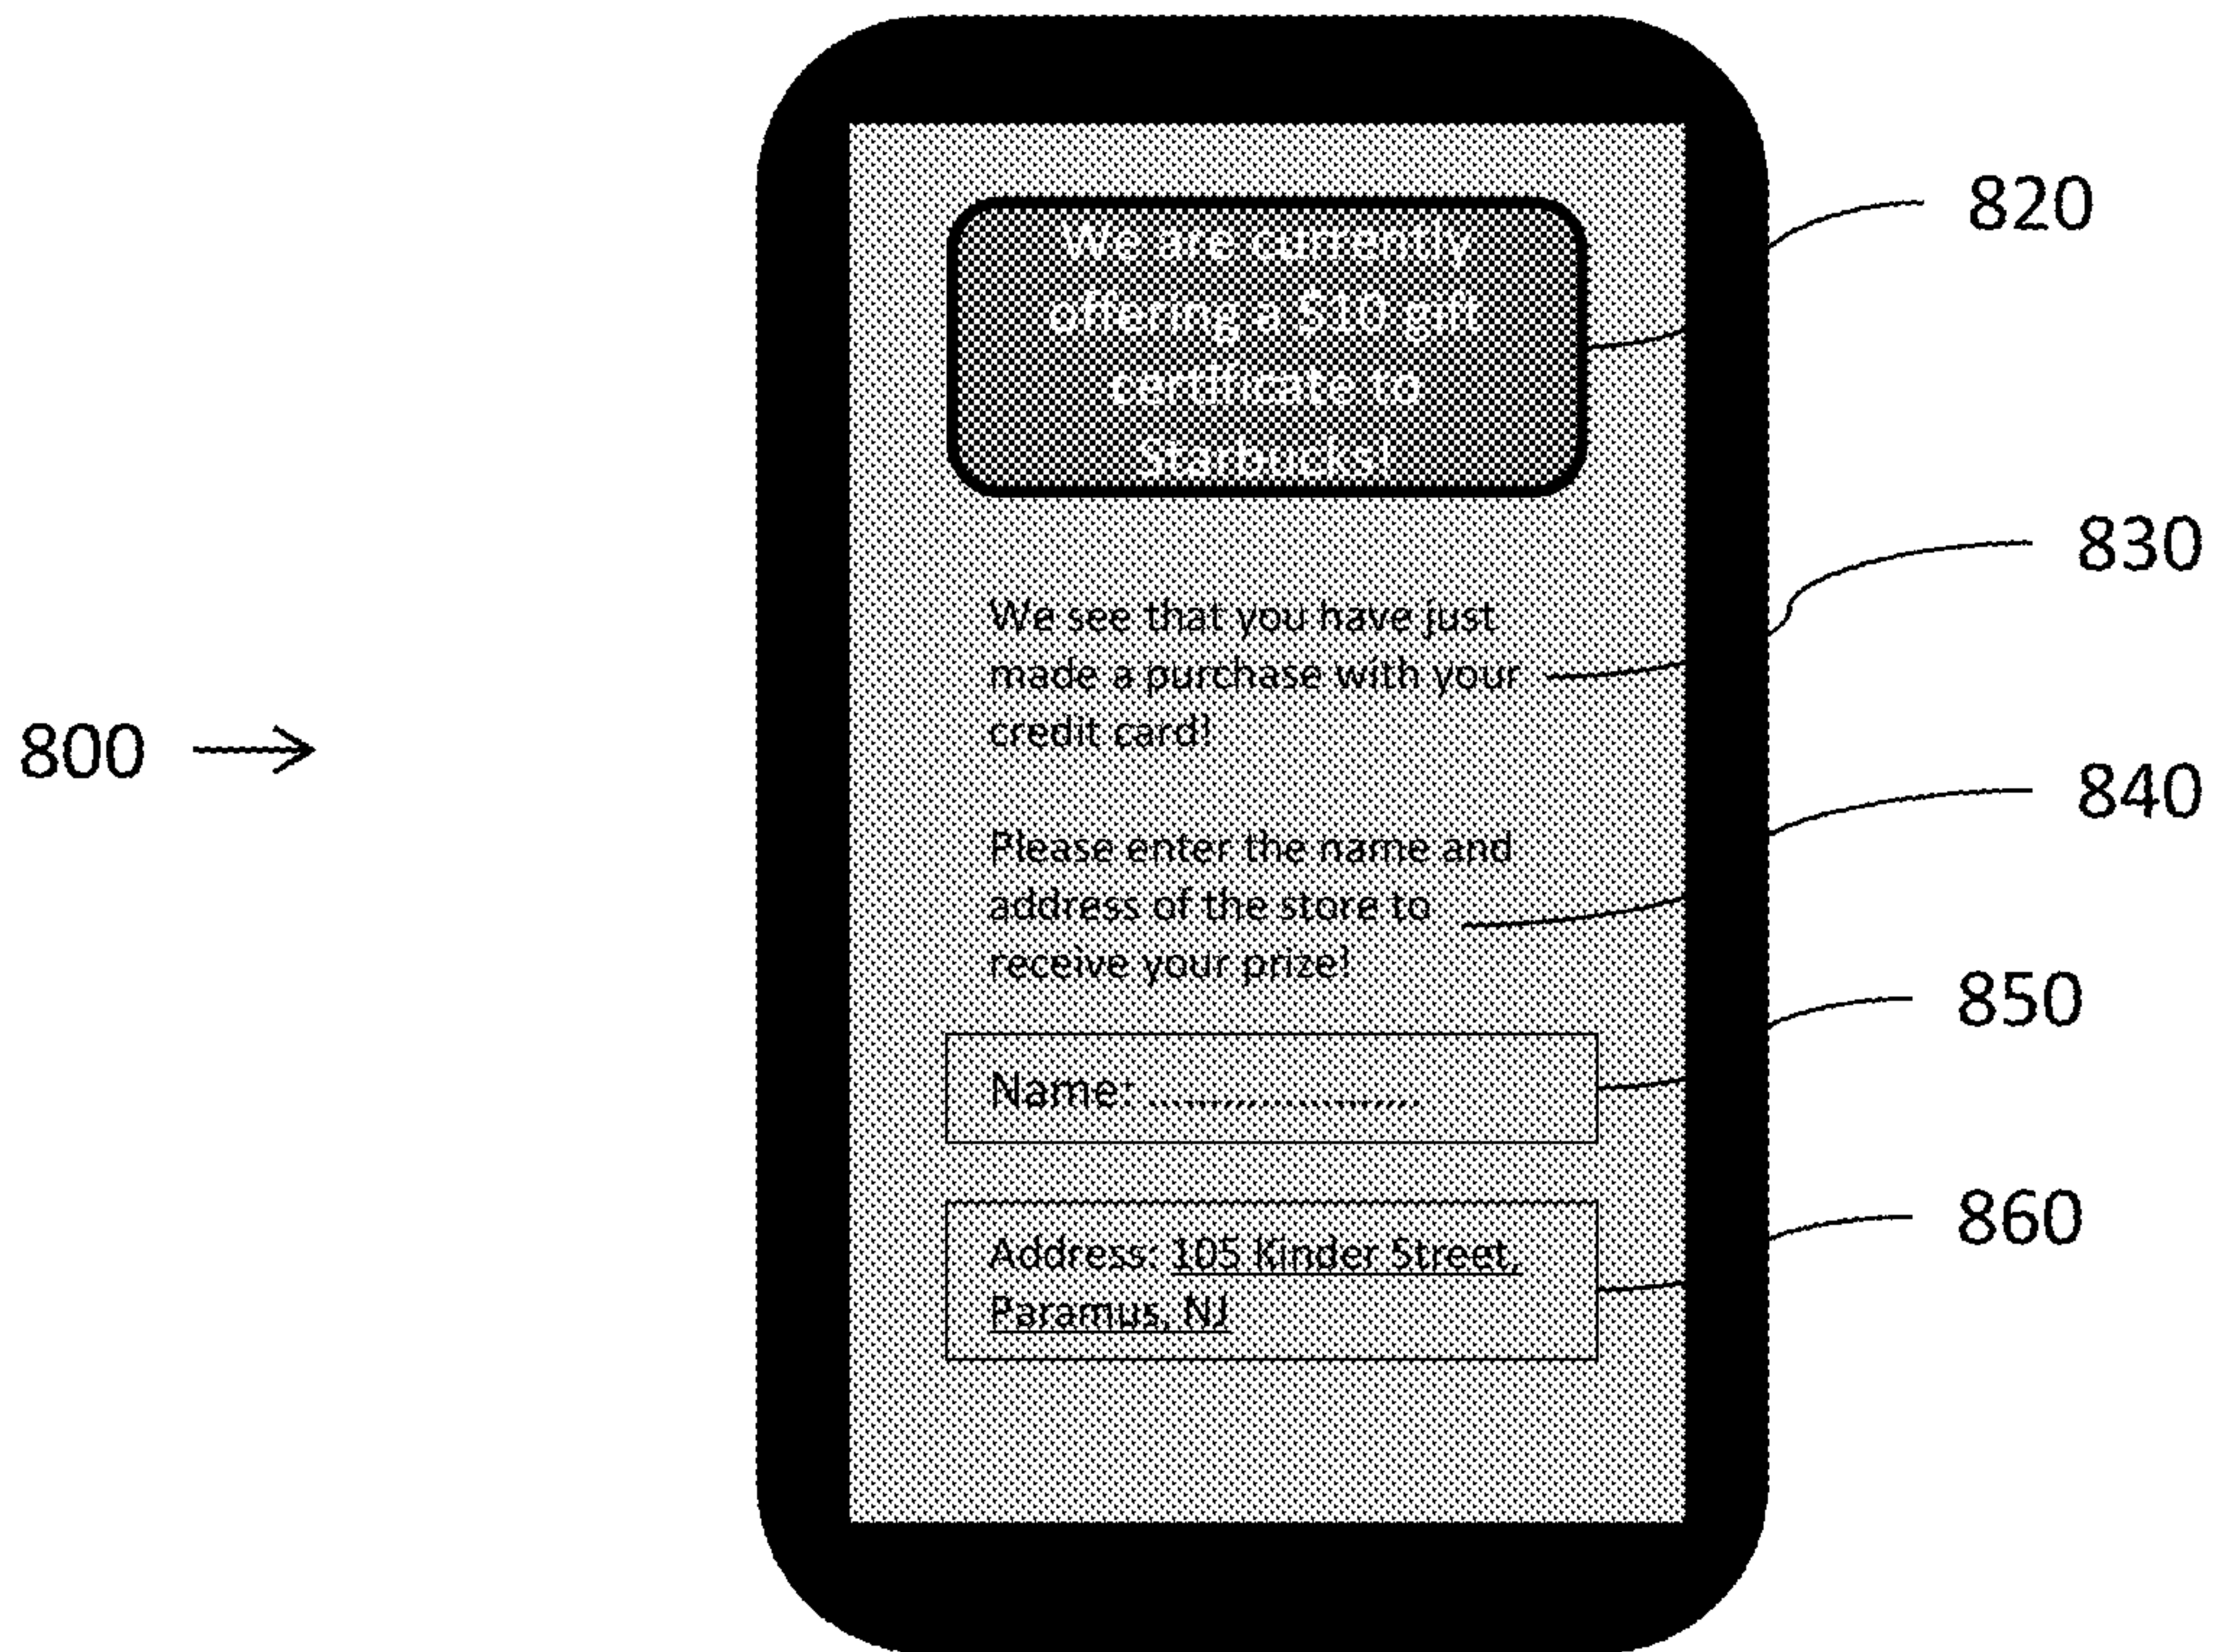 820
We are currently
offering a $10 gift
certificate to
Starbucks!
830
We see that you have just
made a purchase with your
credit card!
800
840
Please enter the name and
address of the store to
receive your prize!
850
Name: ........................
860
Address: 105 Kinder Street,
Paramus, NJ